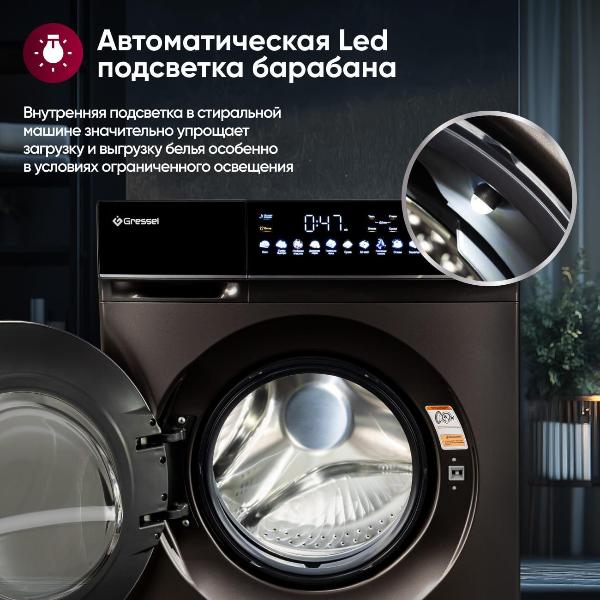 Автоматическая Led
подсветка барабана
Внутренняя подсветка в стиральной
машине значительно упрощает
загрузку и выгрузку белья особенно
в условиях ограниченного освещения
Gressel
0:47